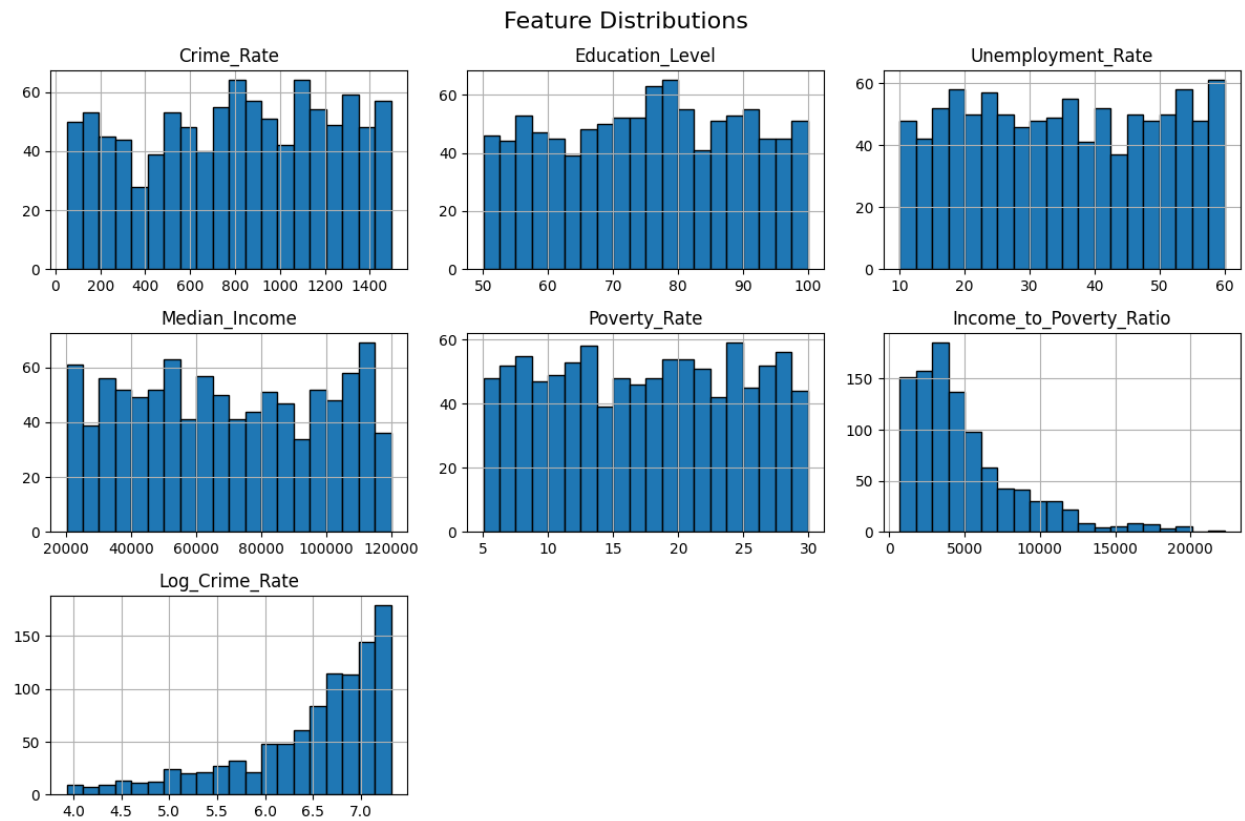 Feature Distributions
Crime_Rate
Education_Level
Unemployment_Rate
60
40
20
0
0 200 400 600 800 1000 1200 1400
60
40
20
0
50 60 70 80 90 100
60
40
20
0
10 20 30 40 50 60
Median_Income
Poverty_Rate
Income_to_Poverty_Ratio
60
40
20
0
20000 40000 60000 80000 100000 120000
60
40
20
0
5 10 15 20 25 30
150
100
50
0
0 5000 10000 15000 20000
Log_Crime_Rate
150
100
50
0
4.0 4.5 5.0 5.5 6.0 6.5 7.0